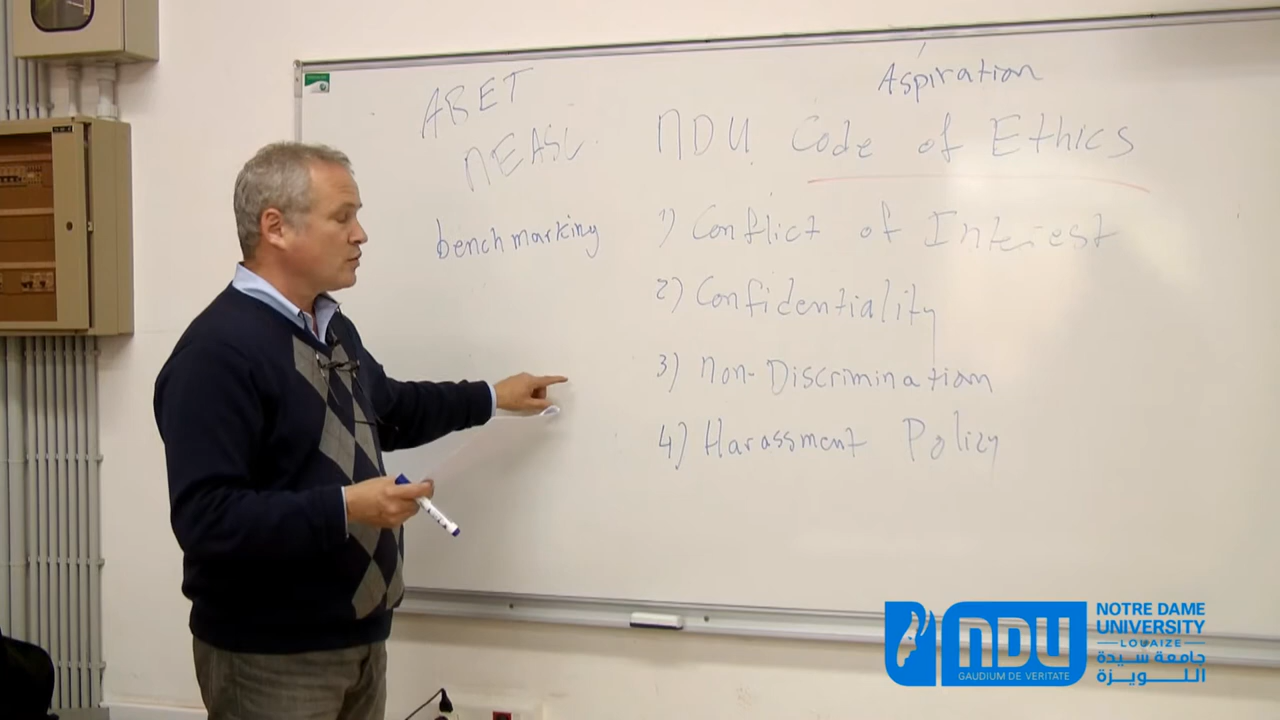 Aspiration
ABET
NDU Code of Ethics
NEASC
benchmarking
1) Conflict of Interest
2) Confidentiality
3) Non-Discrimination
4) Harassment Policy
NDU
GAUDIUM DE VERITATE
NOTRE DAME
UNIVERSITY
LOUAIZE
جامعة سيدة
اللويزة